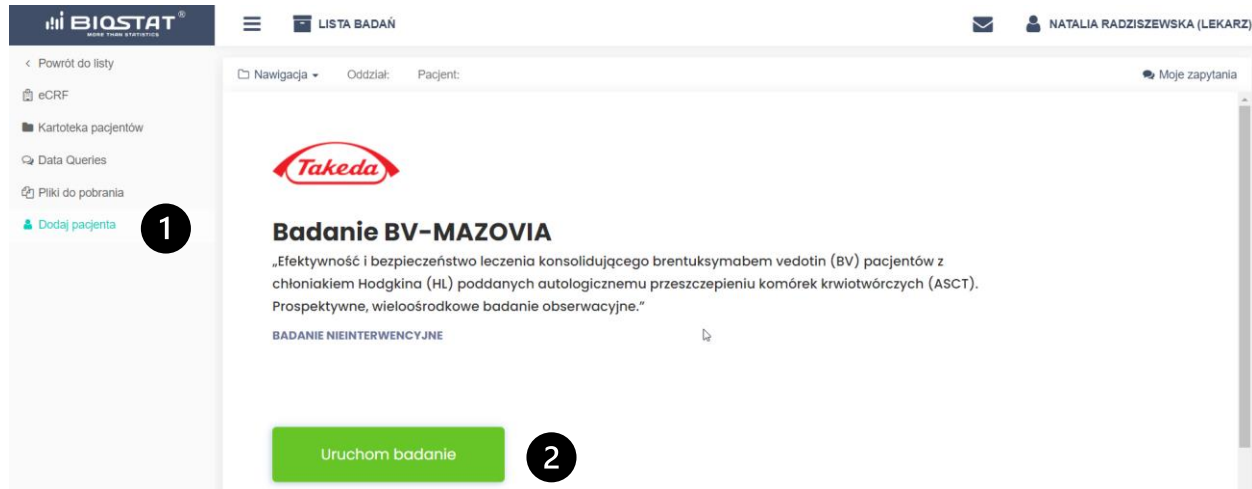 BIOSTAT®
MORE THAN STATISTICS
LISTA BADAŃ
NATALIA RADZISZEWSKA (LEKARZ)
Powrót do listy
eCRF
Kartoteka pacjentów
Data Queries
Pliki do pobrania
Dodaj pacjenta
1
Nawigacja
Oddział:
Pacjent:
Moje zapytania
Takeda
Badanie BV-MAZOVIA
„Efektywność i bezpieczeństwo leczenia konsolidującego brentuksymabem vedotin (BV) pacjentów z
chłoniakiem Hodgkina (HL) poddanych autologicznemu przeszczepieniu komórek krwiotwórczych (ASCT).
Prospektywne, wieloośrodkowe badanie obserwacyjne.”
BADANIE NIEINTERWENCYJNE
Uruchom badanie
2